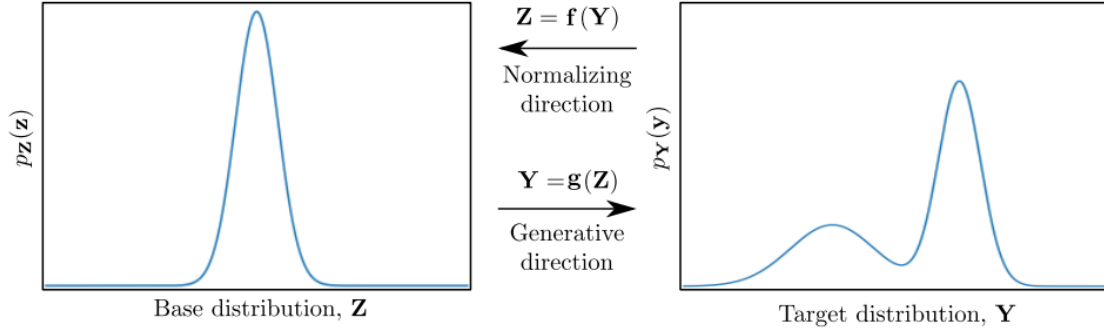 p_Z(z)
Base distribution, Z
Z = f(Y)
Normalizing
direction
Y = g(Z)
Generative
direction
p_Y(y)
Target distribution, Y